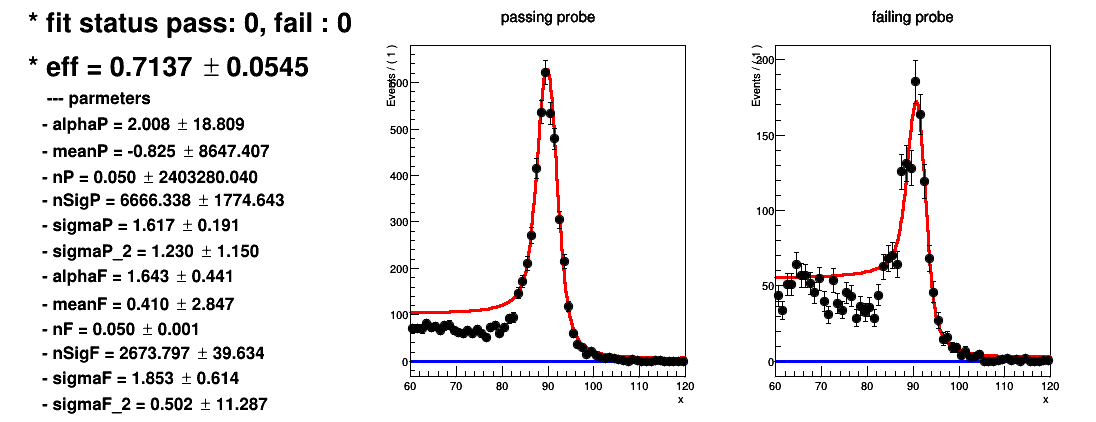 * fit status pass: 0, fail : 0
* eff = 0.7137 ± 0.0545
--- parmeters
- alphaP = 2.008 ± 18.809
- meanP = -0.825 ± 8647.407
- nP = 0.050 ± 2403280.040
- nSigP = 6666.338 ± 1774.643
- sigmaP = 1.617 ± 0.191
- sigmaP_2 = 1.230 ± 1.150
- alphaF = 1.643 ± 0.441
- meanF = 0.410 ± 2.847
- nF = 0.050 ± 0.001
- nSigF = 2673.797 ± 39.634
- sigmaF = 1.853 ± 0.614
- sigmaF_2 = 0.502 ± 11.287
passing probe
Events / ( 1 )
600
500
400
300
200
100
0
60 70 80 90 100 110 120
x
failing probe
Events / ( 1 )
200
150
100
50
0
60 70 80 90 100 110 120
x